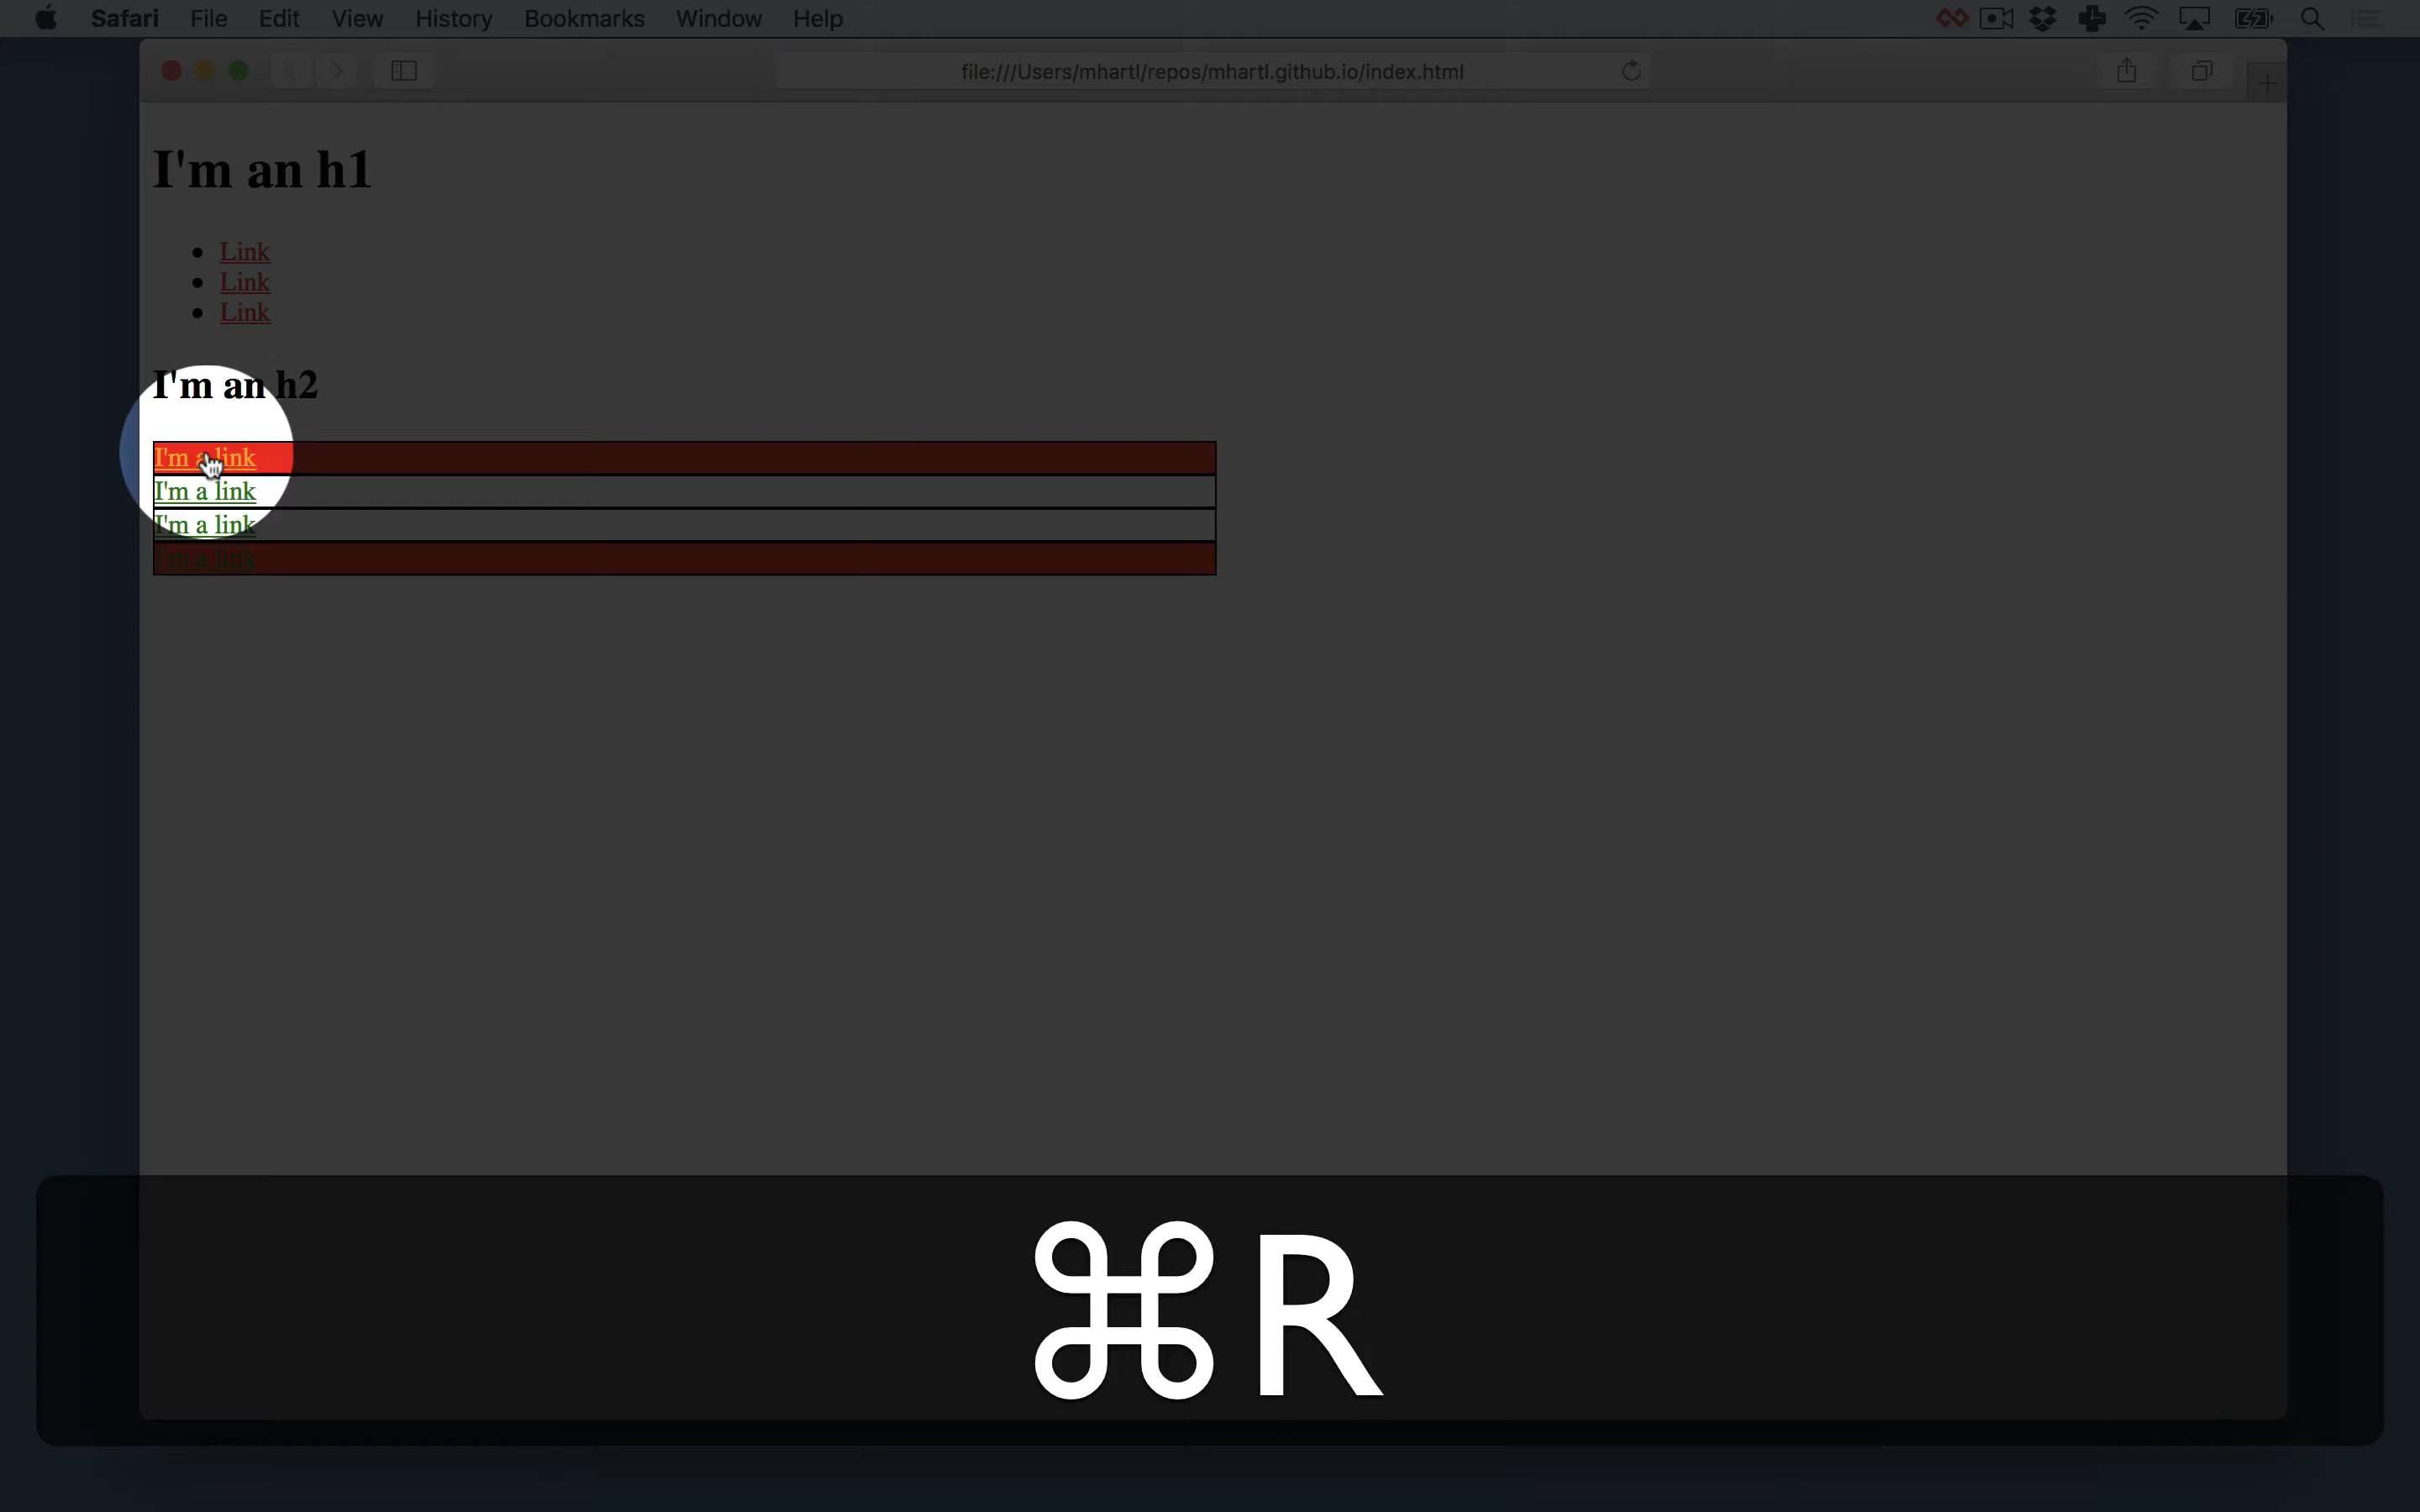 Safari File Edit View History Bookmarks Window Help
file:///Users/mhartl/repos/mhartl.github.io/index.html
I'm an h1
Link
Link
Link
I'm an h2
I'm a link
I'm a link
I'm a link
I'm a link
⌘R